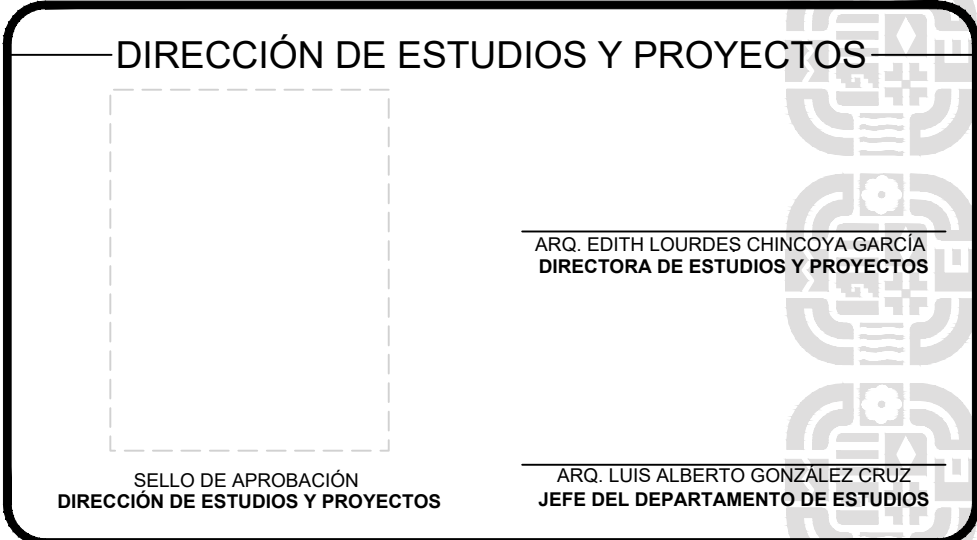 DIRECCIÓN DE ESTUDIOS Y PROYECTOS
ARQ. EDITH LOURDES CHINCOYA GARCÍA
DIRECTORA DE ESTUDIOS Y PROYECTOS
SELLO DE APROBACIÓN
DIRECCIÓN DE ESTUDIOS Y PROYECTOS
ARQ. LUIS ALBERTO GONZÁLEZ CRUZ
JEFE DEL DEPARTAMENTO DE ESTUDIOS